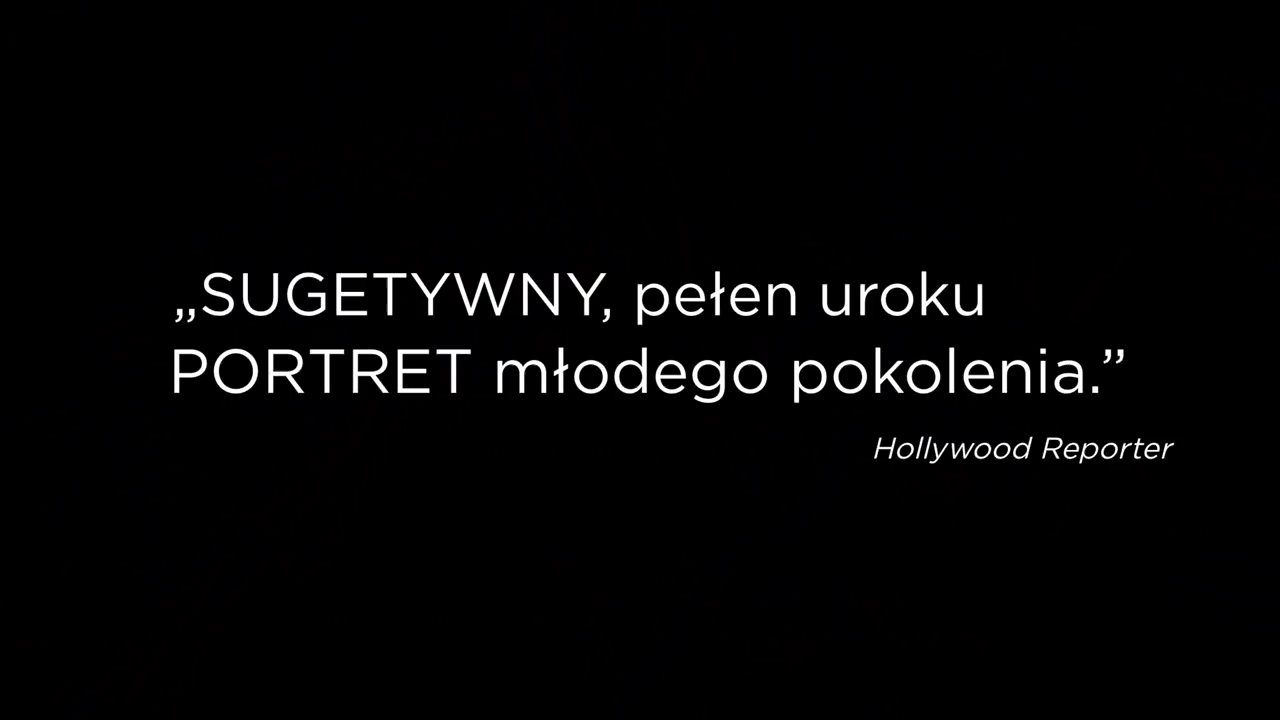 „SUGETYWNY, pełen uroku
PORTRET młodego pokolenia.”
Hollywood Reporter